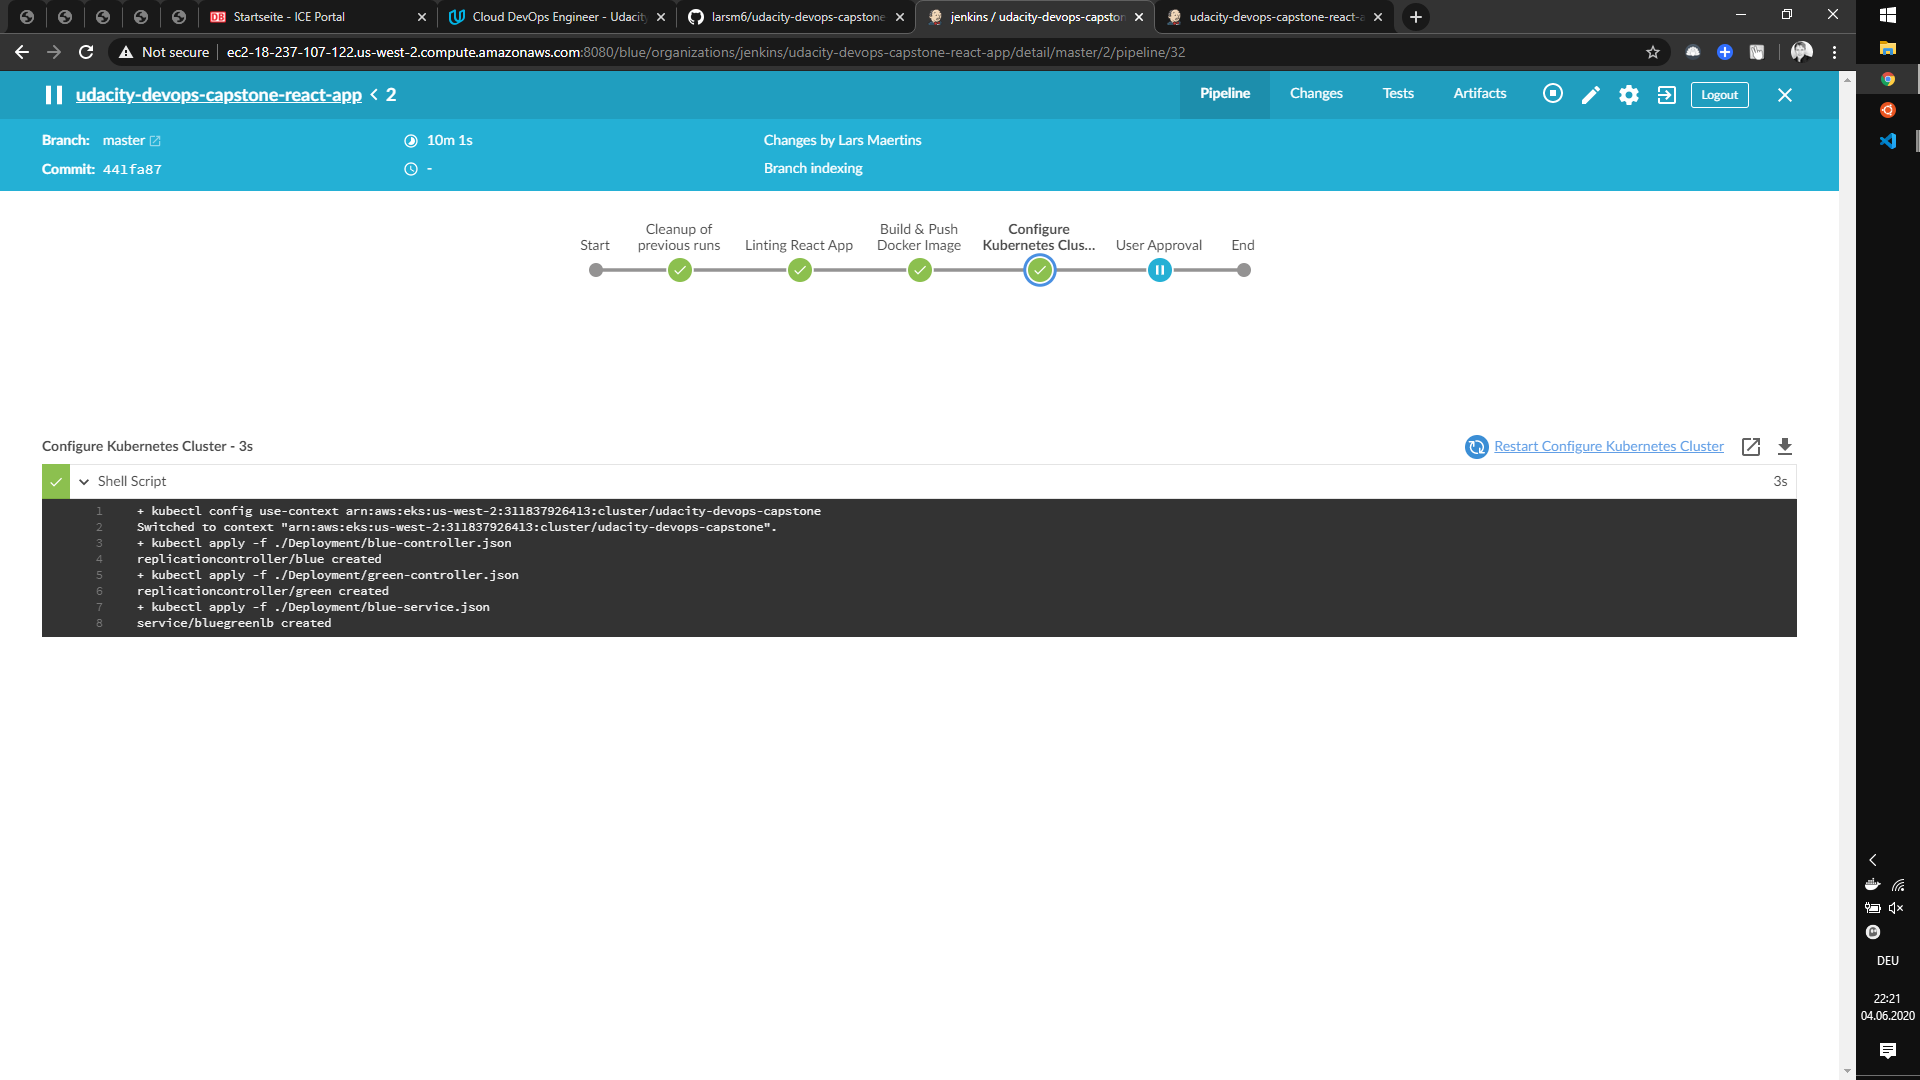 DB Startseite - ICE Portal
Cloud DevOps Engineer - Udacity
larsm6/udacity-devops-capstone
jenkins / udacity-devops-capston
udacity-devops-capstone-react-a
Not secure
ec2-18-237-107-122.us-west-2.compute.amazonaws.com:8080/blue/organizations/jenkins/udacity-devops-capstone-react-app/detail/master/2/pipeline/32
udacity-devops-capstone-react-app < 2
Pipeline
Changes
Tests
Artifacts
Logout
Branch: master
10m 1s
Changes by Lars Maertins
Commit: 441fa87
-
Branch indexing
Start
Cleanup of
previous runs
Linting React App
Build & Push
Docker Image
Configure
Kubernetes Clus...
User Approval
End
Configure Kubernetes Cluster - 3s
Restart Configure Kubernetes Cluster
Shell Script
3s
1 + kubectl config use-context arn:aws:eks:us-west-2:311837926413:cluster/udacity-devops-capstone
2 Switched to context "arn:aws:eks:us-west-2:311837926413:cluster/udacity-devops-capstone".
3 + kubectl apply -f ./Deployment/blue-controller.json
4 replicationcontroller/blue created
5 + kubectl apply -f ./Deployment/green-controller.json
6 replicationcontroller/green created
7 + kubectl apply -f ./Deployment/blue-service.json
8 service/bluegreenlb created
DEU
22:21
04.06.2020